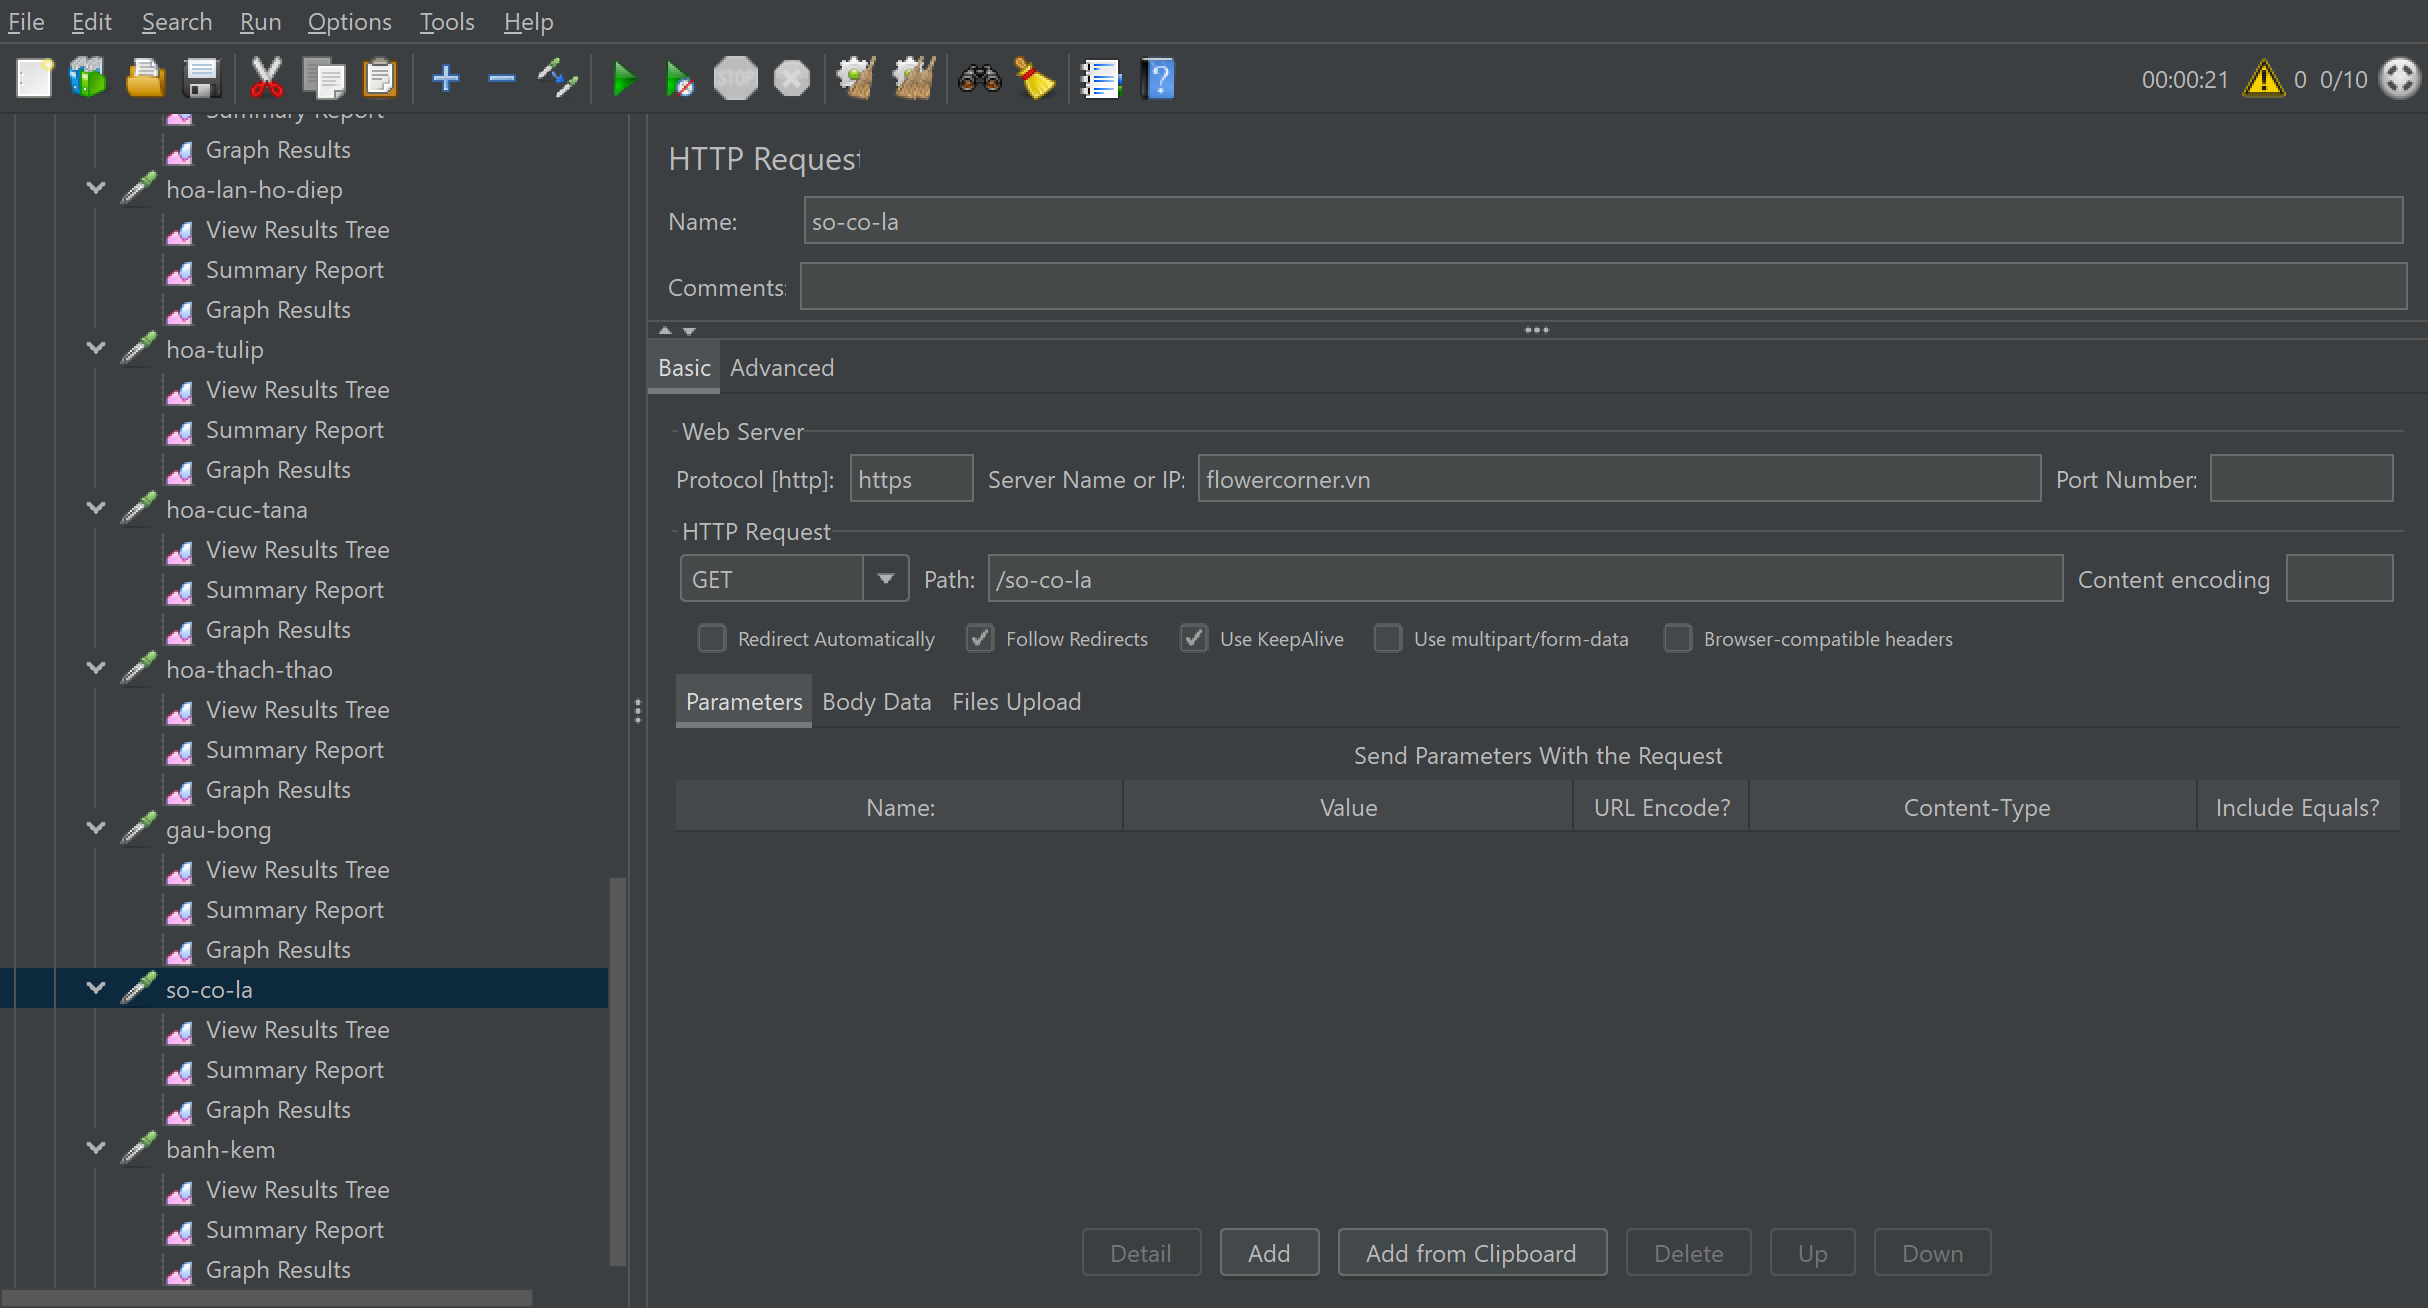 File Edit Search Run Options Tools Help
STOP
00:00:21 0 0/10
Summary Report
Graph Results
hoa-lan-ho-diep
View Results Tree
Summary Report
Graph Results
hoa-tulip
View Results Tree
Summary Report
Graph Results
hoa-cuc-tana
View Results Tree
Summary Report
Graph Results
hoa-thach-thao
View Results Tree
Summary Report
Graph Results
gau-bong
View Results Tree
Summary Report
Graph Results
so-co-la
View Results Tree
Summary Report
Graph Results
banh-kem
View Results Tree
Summary Report
Graph Results
HTTP Request
Name: so-co-la
Comments:
Basic Advanced
Web Server
Protocol [http]: https Server Name or IP: flowercorner.vn Port Number:
HTTP Request
GET Path: /so-co-la Content encoding
Redirect Automatically Follow Redirects Use KeepAlive Use multipart/form-data Browser-compatible headers
Parameters Body Data Files Upload
Send Parameters With the Request
Name: Value URL Encode? Content-Type Include Equals?
Detail Add Add from Clipboard Delete Up Down